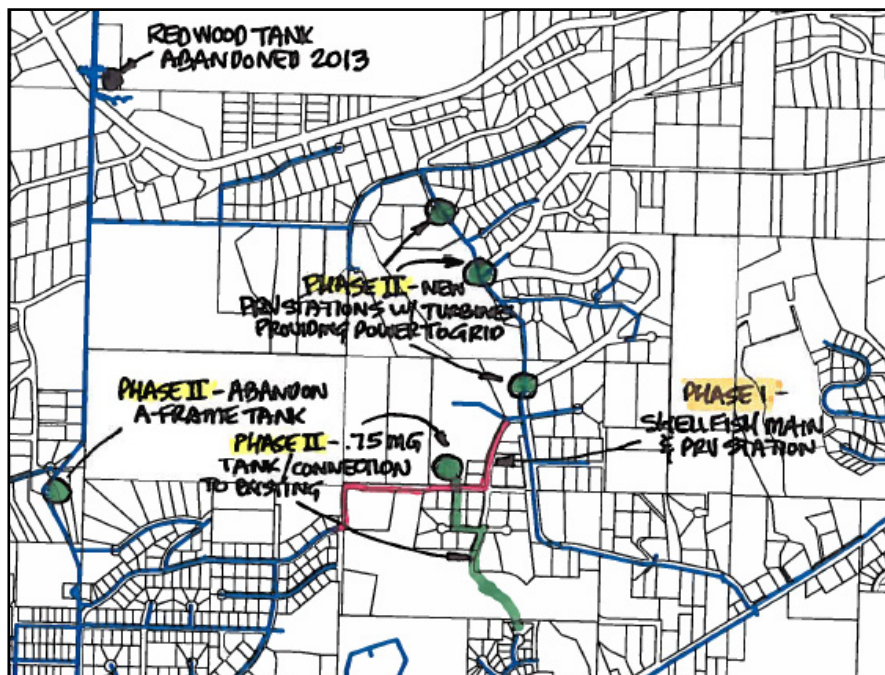 REDWOOD TANK
ABANDONED 2013
PHASE II - NEW
PRV STATIONS W/ TURBINES
PROVIDING POWER TO GRID
PHASE II - ABANDON
A-FRAME TANK
PHASE II - .75 MG
TANK/CONNECTION
TO EXISTING
PHASE I -
SHELLFISH MAIN
& PRV STATION